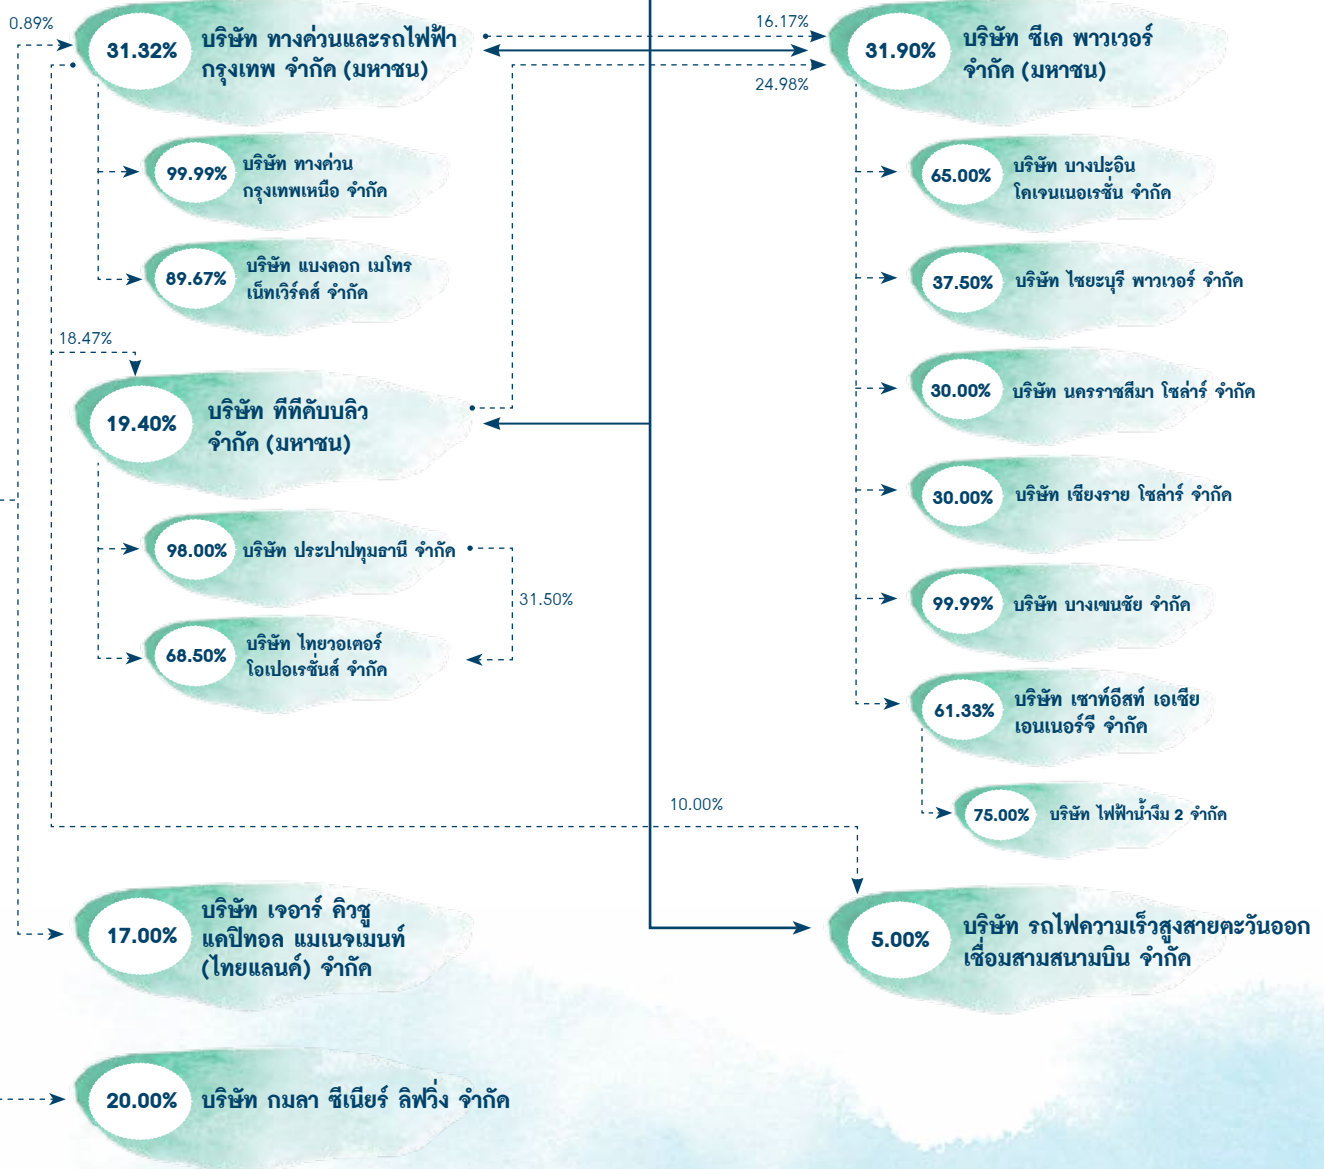 0.89%
31.32%
บริษัท ทางด่วนและรถไฟฟ้า
กรุงเทพ จำกัด (มหาชน)
99.99%
บริษัท ทางด่วน
กรุงเทพเหนือ จำกัด
89.67%
บริษัท แบงคอก เมโทร
เน็ทเวิร์คส์ จำกัด
18.47%
19.40%
บริษัท ทีทีดับบลิว
จำกัด (มหาชน)
98.00%
บริษัท ประปาปทุมธานี จำกัด
31.50%
68.50%
บริษัท ไทยวอเตอร์
โอเปอเรชั่นส์ จำกัด
17.00%
บริษัท เจอาร์ คิวชู
แคปิทอล แมเนจเมนท์
(ไทยแลนด์) จำกัด
20.00%
บริษัท กมลา ซีเนียร์ ลิฟวิ่ง จำกัด
16.17%
24.98%
31.90%
บริษัท ซีเค พาวเวอร์
จำกัด (มหาชน)
65.00%
บริษัท บางปะอิน
โคเจนเนอเรชั่น จำกัด
37.50%
บริษัท ไซยะบุรี พาวเวอร์ จำกัด
30.00%
บริษัท นครราชสีมา โซล่าร์ จำกัด
30.00%
บริษัท เชียงราย โซล่าร์ จำกัด
99.99%
บริษัท บางเขนชัย จำกัด
61.33%
บริษัท เซาท์อีสท์ เอเชีย
เอนเนอร์จี จำกัด
75.00%
บริษัท ไฟฟ้าน้ำงึม 2 จำกัด
10.00%
5.00%
บริษัท รถไฟความเร็วสูงสายตะวันออก
เชื่อมสามสนามบิน จำกัด